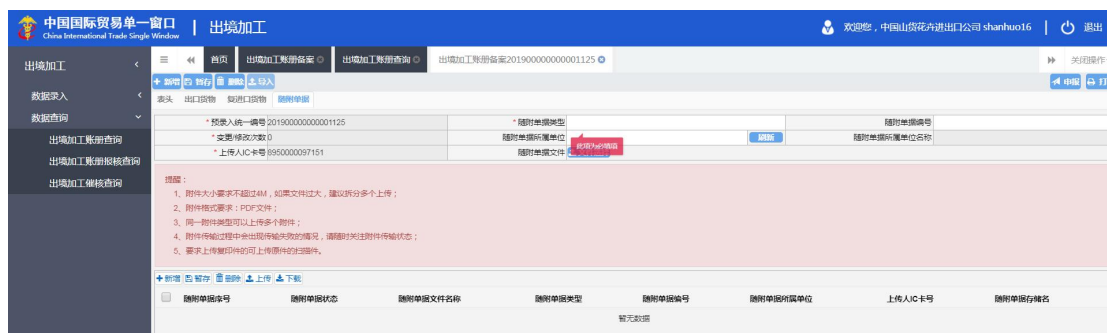 中国国际贸易单一窗口 | 出境加工
China International Trade Single Window
欢迎您，中国山货花卉进出口公司 shanhuo16 | 退出
出境加工
数据录入
数据查询
出境加工账册查询
出境加工账册报核查询
出境加工催核查询
首页 出境加工账册备案 出境加工账册查询 出境加工账册备案201900000000001125 关闭操作
新增 暂存 删除 导入 申报 打
表头 出口货物 复进口货物 随附单据
* 预录入统一编号 201900000000001125 * 随附单据类型 随附单据编号
* 变更/修改次数 0 随附单据所属单位 刷新 随附单据所属单位名称
此项为必填项
* 上传人IC卡号 8950000097151 随附单据文件
提醒：
1、附件大小要求不超过4M，如果文件过大，建议拆分多个上传；
2、附件格式要求：PDF文件；
3、同一附件类型可以上传多个附件；
4、附件传输过程中会出现传输失败的情况，请随时关注附件传输状态；
5、要求上传复印件的可上传原件的扫描件。
新增 暂存 删除 上传 下载
随附单据序号 随附单据状态 随附单据文件名称 随附单据类型 随附单据编号 随附单据所属单位 上传人IC卡号 随附单据存储名
暂无数据